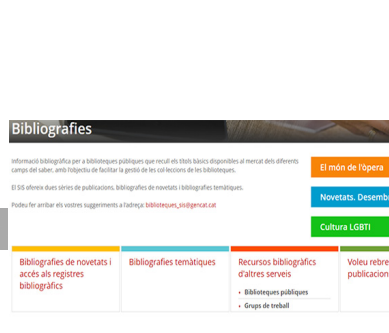 Bibliografies
Informació bibliogràfica per a biblioteques públiques que recull els títols bàsics disponibles al mercat dels diferents
camps del saber, amb l'objectiu de facilitar la gestió de les col·leccions de les biblioteques.
El SIS ofereix dues sèries de publicacions, bibliografies de novetats i bibliografies temàtiques.
Podeu fer arribar els vostres suggeriments a l'adreça: biblioteques_sis@gencat.cat
El món de l'òpera
Novetats. Desemb
Cultura LGBTI
Bibliografies de novetats i
accés als registres
bibliogràfics
Bibliografies temàtiques
Recursos bibliogràfics
d'altres serveis
• Biblioteques públiques
• Grups de treball
Voleu rebre
publicacion